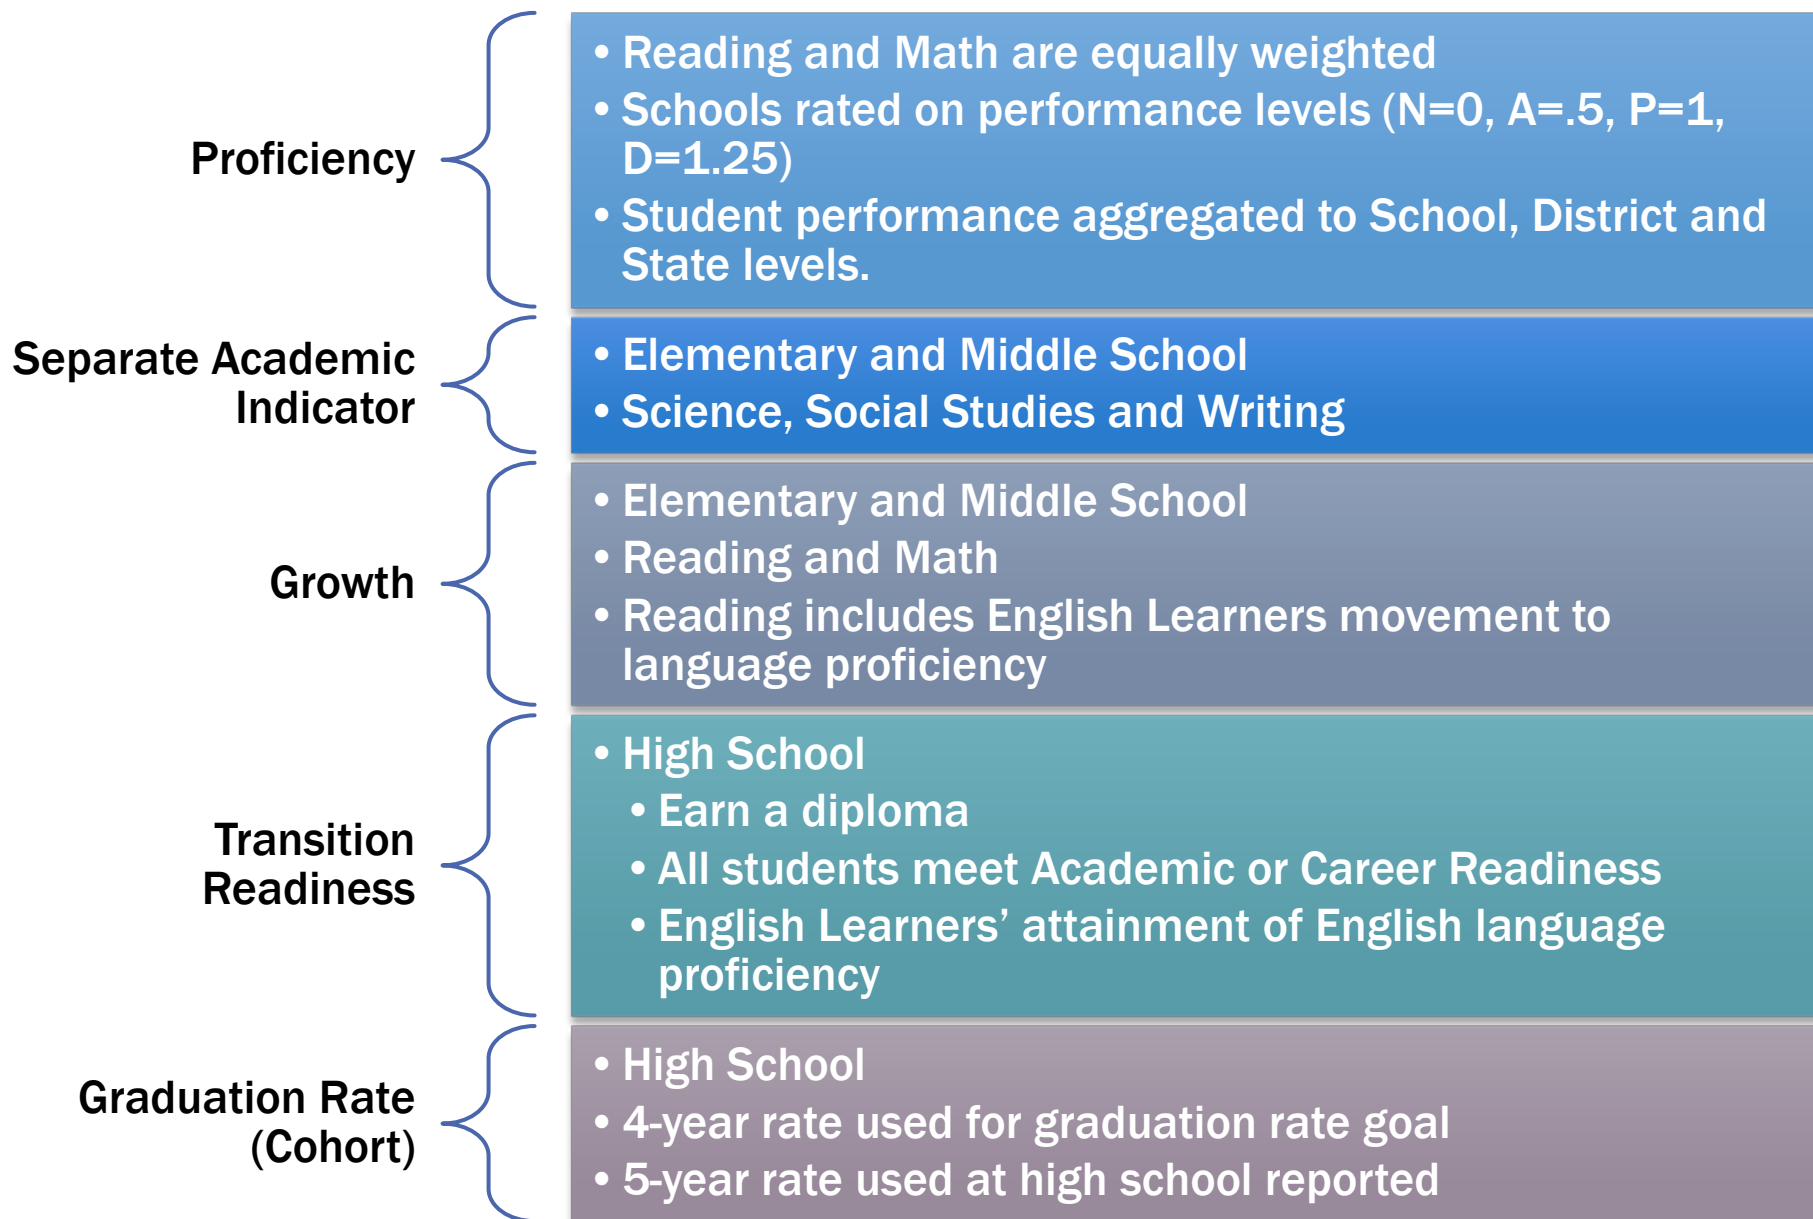 Proficiency
• Reading and Math are equally weighted
• Schools rated on performance levels (N=0, A=.5, P=1,
D=1.25)
• Student performance aggregated to School, District and
State levels.
Separate Academic
Indicator
• Elementary and Middle School
• Science, Social Studies and Writing
Growth
• Elementary and Middle School
• Reading and Math
• Reading includes English Learners movement to
language proficiency
Transition
Readiness
• High School
• Earn a diploma
• All students meet Academic or Career Readiness
• English Learners’ attainment of English language
proficiency
Graduation Rate
(Cohort)
• High School
• 4-year rate used for graduation rate goal
• 5-year rate used at high school reported